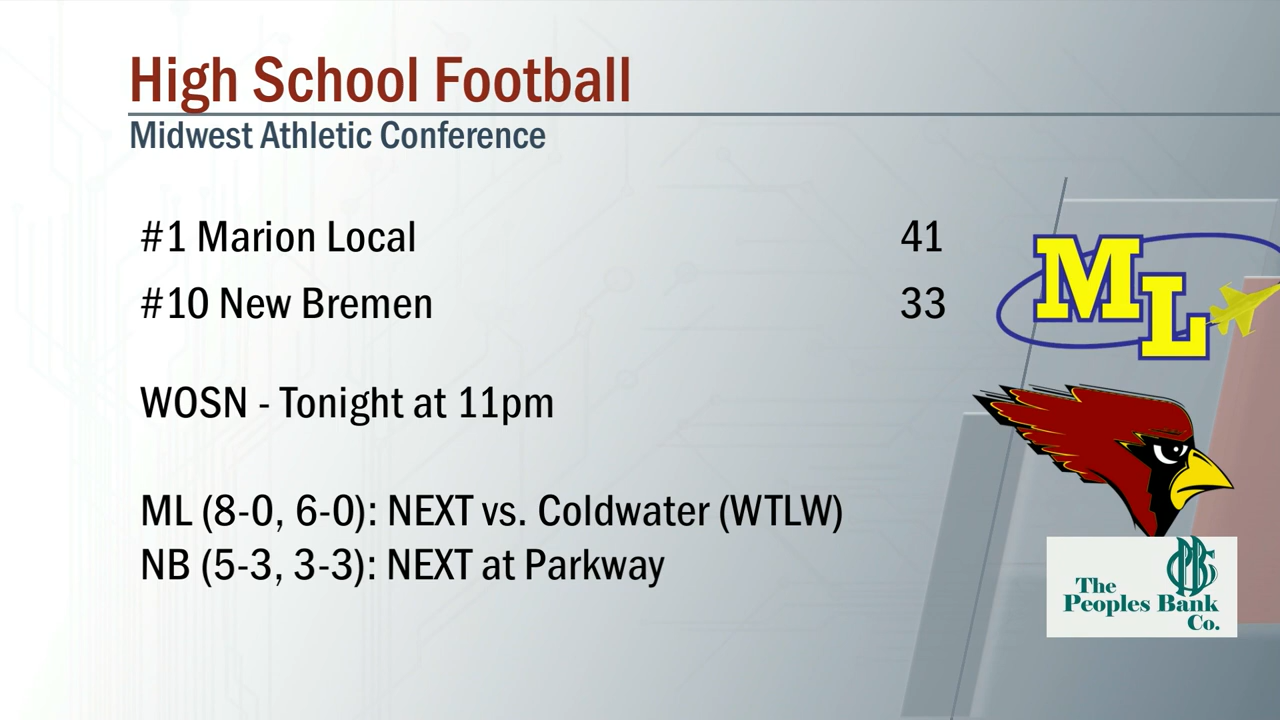 High School Football
Midwest Athletic Conference
#1 Marion Local 41
#10 New Bremen 33
WOSN - Tonight at 11pm
ML (8-0, 6-0): NEXT vs. Coldwater (WTLW)
NB (5-3, 3-3): NEXT at Parkway
ML
The
Peoples Bank
Co.